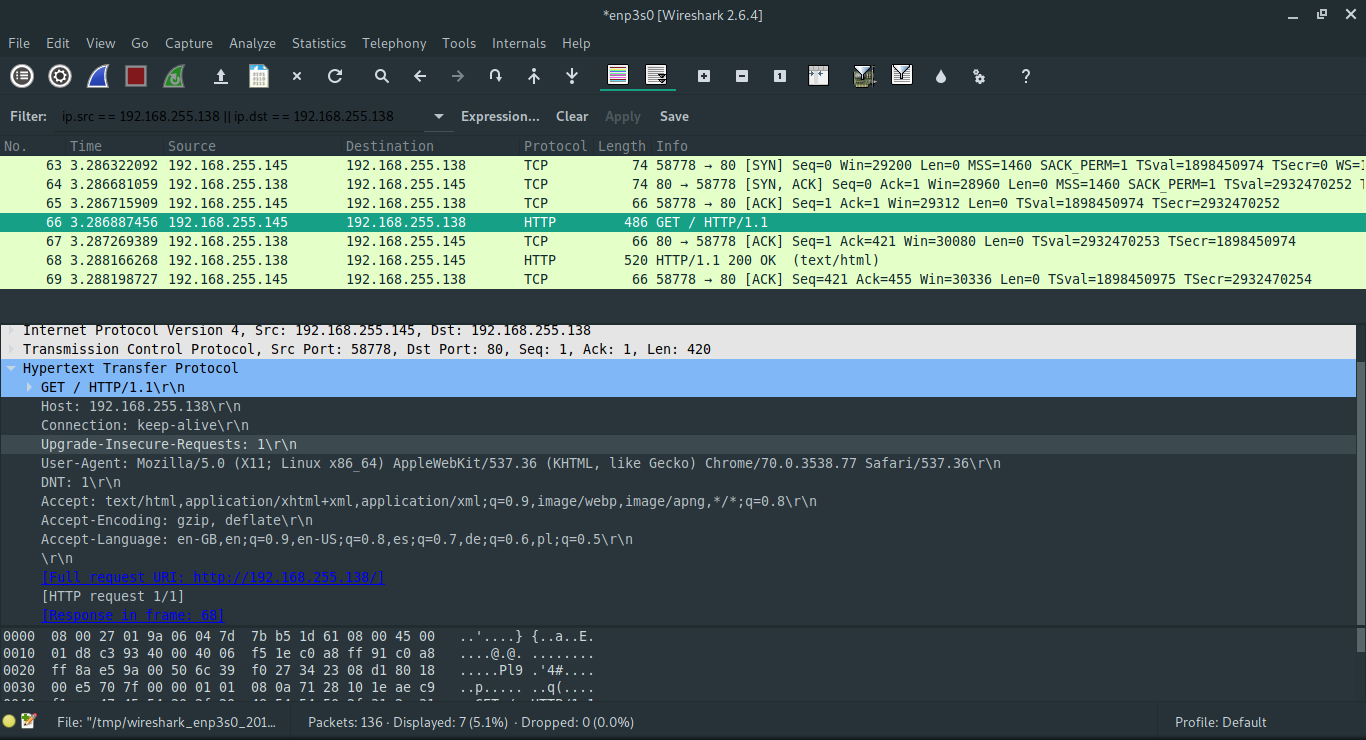 *enp3s0 [Wireshark 2.6.4]
File Edit View Go Capture Analyze Statistics Telephony Tools Internals Help
Filter: ip.src == 192.168.255.138 || ip.dst == 192.168.255.138 Expression... Clear Apply Save
No. Time Source Destination Protocol Length Info
63 3.286322092 192.168.255.145 192.168.255.138 TCP 74 58778 → 80 [SYN] Seq=0 Win=29200 Len=0 MSS=1460 SACK_PERM=1 TSval=1898450974 TSecr=0 WS=1
64 3.286681059 192.168.255.138 192.168.255.145 TCP 74 80 → 58778 [SYN, ACK] Seq=0 Ack=1 Win=28960 Len=0 MSS=1460 SACK_PERM=1 TSval=2932470252 T
65 3.286715909 192.168.255.145 192.168.255.138 TCP 66 58778 → 80 [ACK] Seq=1 Ack=1 Win=29312 Len=0 TSval=1898450974 TSecr=2932470252
66 3.286887456 192.168.255.145 192.168.255.138 HTTP 486 GET / HTTP/1.1
67 3.287269389 192.168.255.138 192.168.255.145 TCP 66 80 → 58778 [ACK] Seq=1 Ack=421 Win=30080 Len=0 TSval=2932470253 TSecr=1898450974
68 3.288166268 192.168.255.138 192.168.255.145 HTTP 520 HTTP/1.1 200 OK (text/html)
69 3.288198727 192.168.255.145 192.168.255.138 TCP 66 58778 → 80 [ACK] Seq=421 Ack=455 Win=30336 Len=0 TSval=1898450975 TSecr=2932470254
Internet Protocol Version 4, Src: 192.168.255.145, Dst: 192.168.255.138
Transmission Control Protocol, Src Port: 58778, Dst Port: 80, Seq: 1, Ack: 1, Len: 420
Hypertext Transfer Protocol
GET / HTTP/1.1\r\n
Host: 192.168.255.138\r\n
Connection: keep-alive\r\n
Upgrade-Insecure-Requests: 1\r\n
User-Agent: Mozilla/5.0 (X11; Linux x86_64) AppleWebKit/537.36 (KHTML, like Gecko) Chrome/70.0.3538.77 Safari/537.36\r\n
DNT: 1\r\n
Accept: text/html,application/xhtml+xml,application/xml;q=0.9,image/webp,image/apng,*/*;q=0.8\r\n
Accept-Encoding: gzip, deflate\r\n
Accept-Language: en-GB,en;q=0.9,en-US;q=0.8,es;q=0.7,de;q=0.6,pl;q=0.5\r\n
\r\n
[Full request URI: http://192.168.255.138/]
[HTTP request 1/1]
[Response in frame: 68]
0000 08 00 27 01 9a 06 04 7d 7b b5 1d 61 08 00 45 00 ..'....} {..a..E.
0010 01 d8 c3 93 40 00 40 06 f5 1e c0 a8 ff 91 c0 a8 ....@.@. ........
0020 ff 8a e5 9a 00 50 6c 39 f0 27 34 23 08 d1 80 18 .....Pl9 .'4#....
0030 00 e5 70 7f 00 00 01 01 08 0a 71 28 10 1e ae c9 ..p..... ..q(....
File: "/tmp/wireshark_enp3s0_201... Packets: 136 · Displayed: 7 (5.1%) · Dropped: 0 (0.0%) Profile: Default